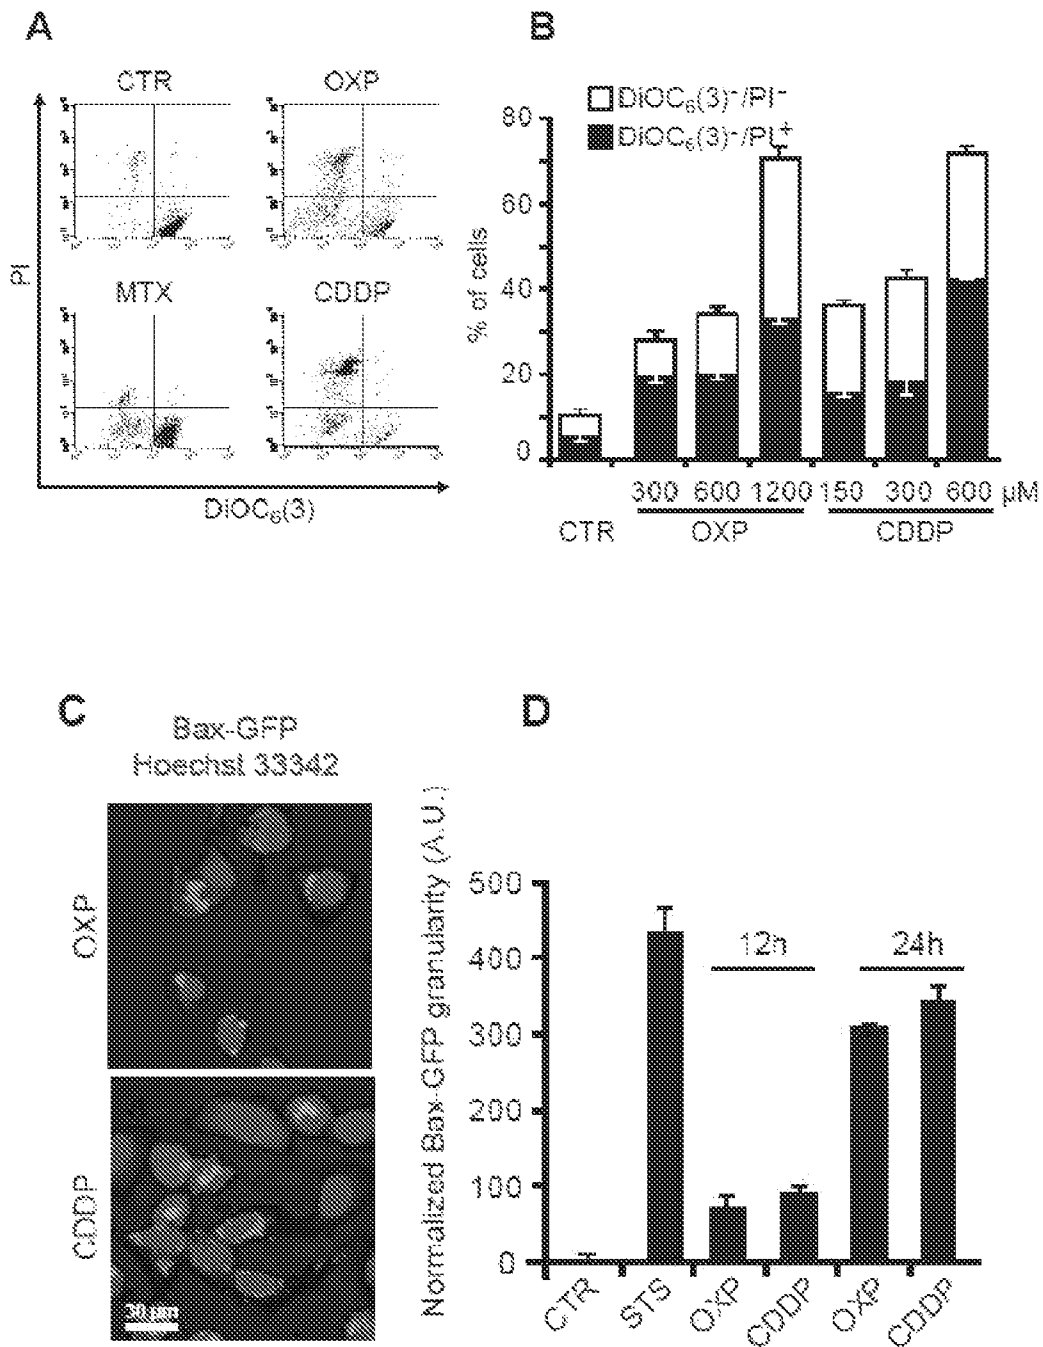 A
CTR
OXP
MTX
CDDP
PI
DiOC₆(3)
B
DiOC₆(3)⁻/PI⁻
DiOC₆(3)⁻/PI⁺
% of cells
80
60
40
20
0
300 600 1200 150 300 600 µM
CTR OXP CDDP
C
Bax-GFP
Hoechst 33342
OXP
CDDP
30 µm
D
Normalized Bax-GFP granularity (A.U.)
500
400
300
200
100
0
12h
24h
CTR STS OXP CDDP OXP CDDP